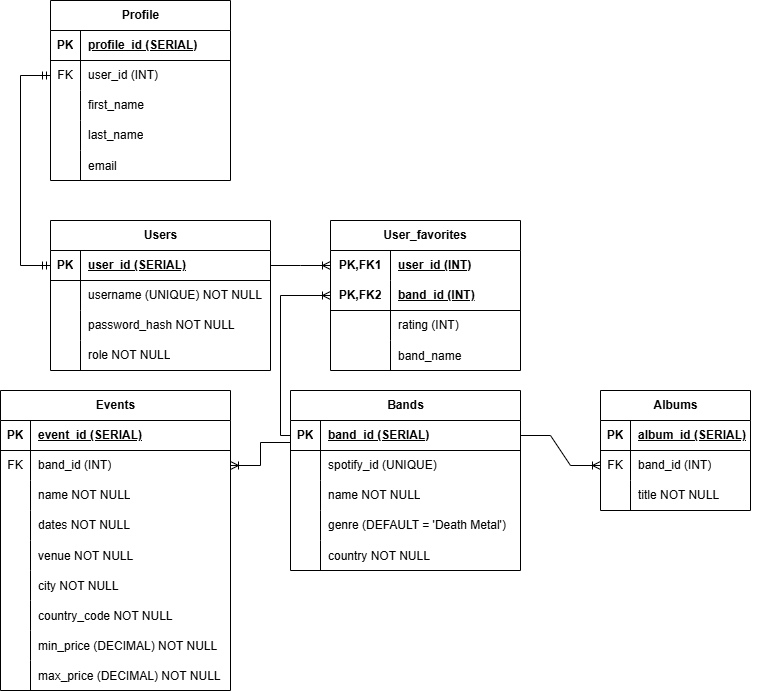 Profile
PK profile_id (SERIAL)
FK user_id (INT)
first_name
last_name
email
Users
PK user_id (SERIAL)
username (UNIQUE) NOT NULL
password_hash NOT NULL
role NOT NULL
User_favorites
PK,FK1 user_id (INT)
PK,FK2 band_id (INT)
rating (INT)
band_name
Events
PK event_id (SERIAL)
FK band_id (INT)
name NOT NULL
dates NOT NULL
venue NOT NULL
city NOT NULL
country_code NOT NULL
min_price (DECIMAL) NOT NULL
max_price (DECIMAL) NOT NULL
Bands
PK band_id (SERIAL)
spotify_id (UNIQUE)
name NOT NULL
genre (DEFAULT = 'Death Metal')
country NOT NULL
Albums
PK album_id (SERIAL)
FK band_id (INT)
title NOT NULL